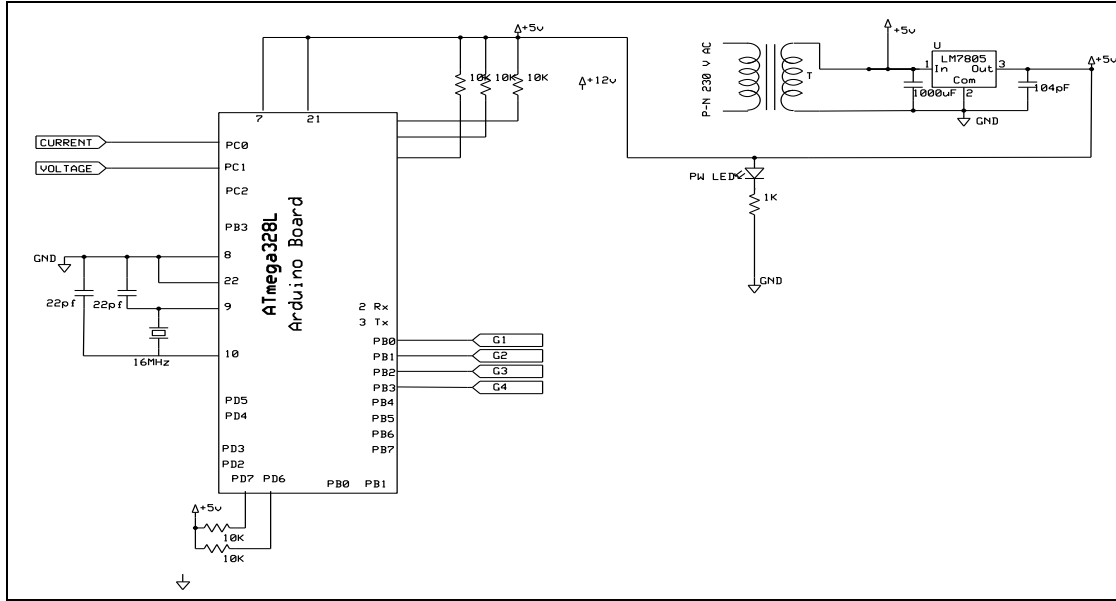 +5v
+5v
U
LM7805
+5v
1 In Out 3
Com
2
1000uF
104pF
GND
P-N 230 V AC
T
10K 10K 10K
+12v
7 21
CURRENT
PC0
VOLTAGE
PC1
PC2
PW LED
1K
PB3
GND
8
ATmega328L
Arduino Board
22
22pf 22pf
9
GND
2 Rx
3 Tx
16MHz
10
PB0 G1
PB1 G2
PB2 G3
PB3 G4
PD5
PB4
PD4
PB5
PB6
PD3
PB7
PD2
PD7 PD6 PB0 PB1
+5v
10K
10K